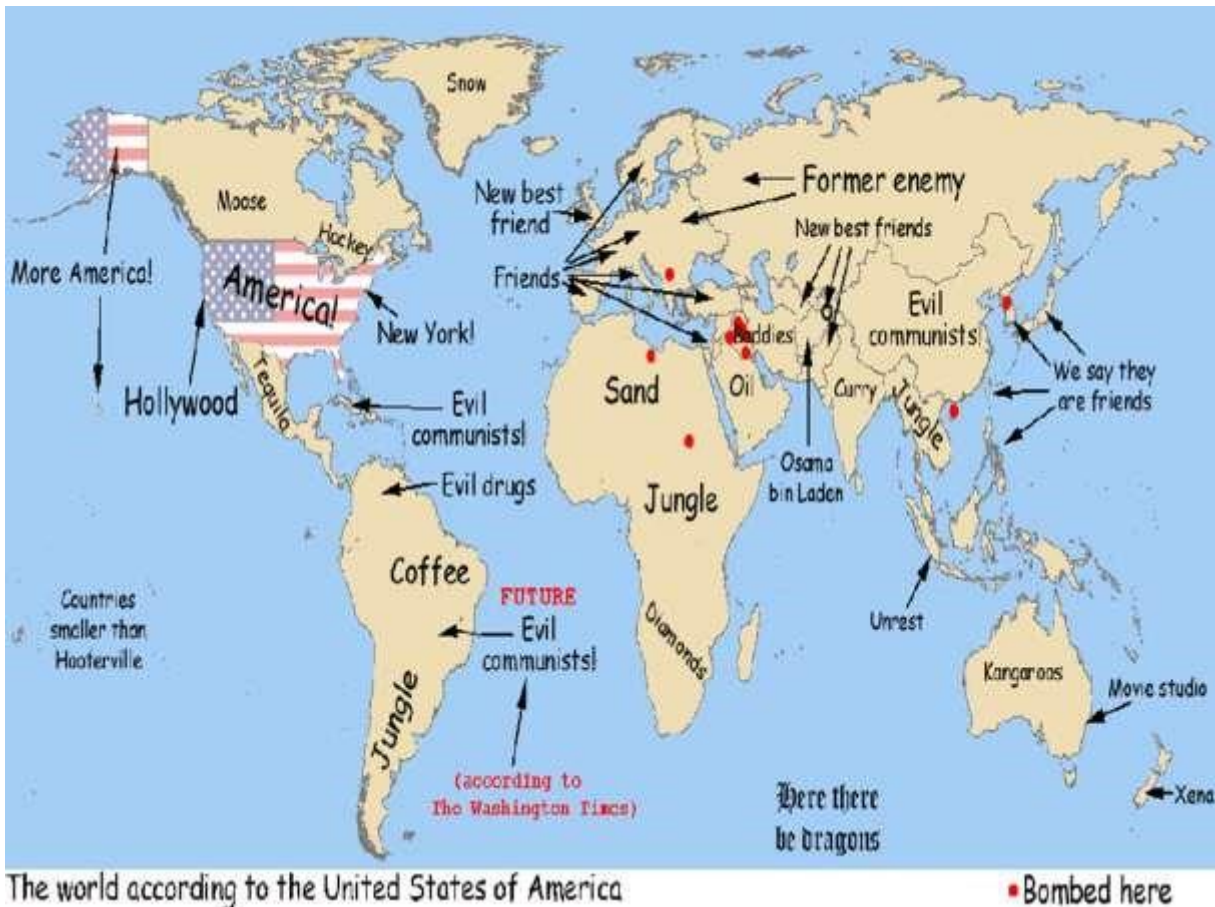 Snow
Moose
Hockey
More America!
America!
New York!
Hollywood
Tequila
Evil
communists!
Evil drugs
Coffee
FUTURE
Evil
communists!
Jungle
(according to
The Washington Times)
Countries
smaller than
Hooterville
New best
friend
Friends
Former enemy
New best friends
Baddies
Evil
communists!
We say they
are friends
Sand
Oil
Curry
Jungle
Osama
bin Laden
Jungle
Diamonds
Unrest
Kangaroos
Movie studio
Xena
Here there
be dragons
The world according to the United States of America
Bombed here